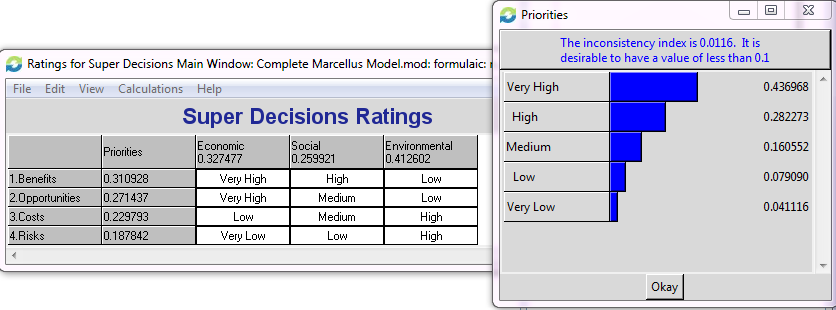 Ratings for Super Decisions Main Window: Complete Marcellus Model.mod: formulaic:
File Edit View Calculations Help
Super Decisions Ratings
Priorities Economic 0.327477 Social 0.259921 Environmental 0.412602
1.Benefits 0.310928 Very High High Low
2.Opportunities 0.271437 Very High Medium Low
3.Costs 0.229793 Low Medium High
4.Risks 0.187842 Very Low Low High
Priorities
The inconsistency index is 0.0116. It is
desirable to have a value of less than 0.1
Very High 0.436968
High 0.282273
Medium 0.160552
Low 0.079090
Very Low 0.041116
Okay